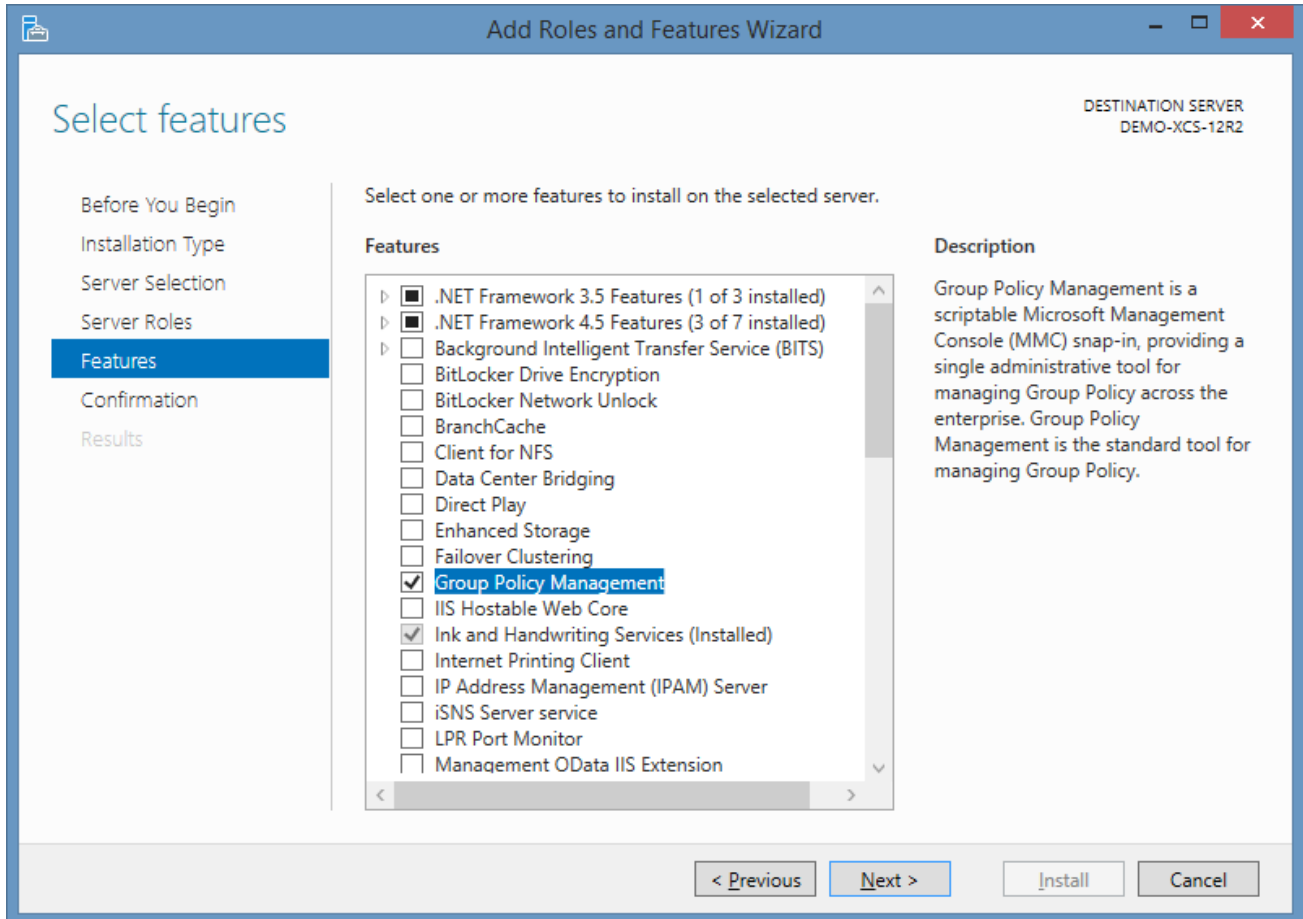 Add Roles and Features Wizard
Select features
DESTINATION SERVER
DEMO-XCS-12R2
Before You Begin
Installation Type
Server Selection
Server Roles
Features
Confirmation
Results
Select one or more features to install on the selected server.
Features
.NET Framework 3.5 Features (1 of 3 installed)
.NET Framework 4.5 Features (3 of 7 installed)
Background Intelligent Transfer Service (BITS)
BitLocker Drive Encryption
BitLocker Network Unlock
BranchCache
Client for NFS
Data Center Bridging
Direct Play
Enhanced Storage
Failover Clustering
Group Policy Management
IIS Hostable Web Core
Ink and Handwriting Services (Installed)
Internet Printing Client
IP Address Management (IPAM) Server
iSNS Server service
LPR Port Monitor
Management OData IIS Extension
Description
Group Policy Management is a
scriptable Microsoft Management
Console (MMC) snap-in, providing a
single administrative tool for
managing Group Policy across the
enterprise. Group Policy
Management is the standard tool for
managing Group Policy.
< Previous
Next >
Install
Cancel